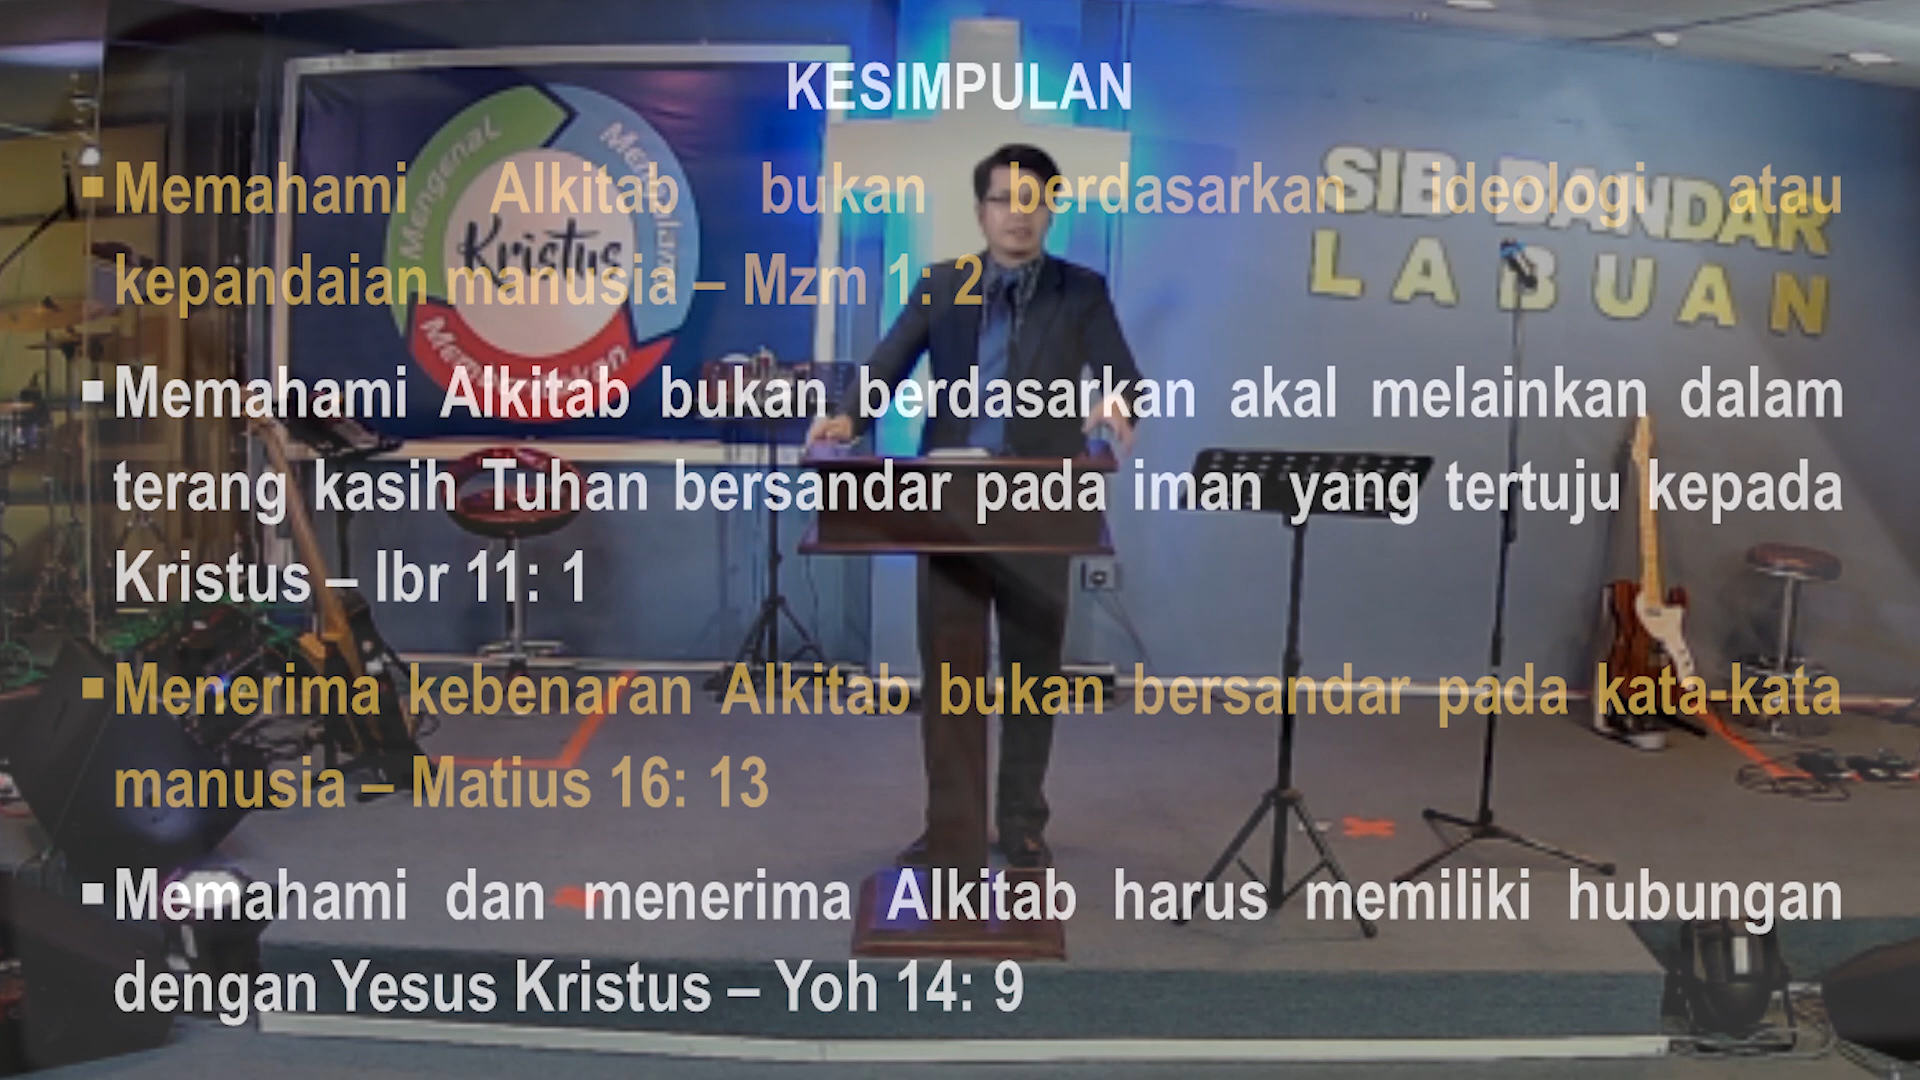 KESIMPULAN
▪Memahami Alkitab bukan berdasarkan ideologi atau
kepandaian manusia – Mzm 1: 2
▪Memahami Alkitab bukan berdasarkan akal melainkan dalam
terang kasih Tuhan bersandar pada iman yang tertuju kepada
Kristus – Ibr 11: 1
▪Menerima kebenaran Alkitab bukan bersandar pada kata-kata
manusia – Matius 16: 13
▪Memahami dan menerima Alkitab harus memiliki hubungan
dengan Yesus Kristus – Yoh 14: 9
Mengenal
Kristus
SIB BANDAR
LABUAN